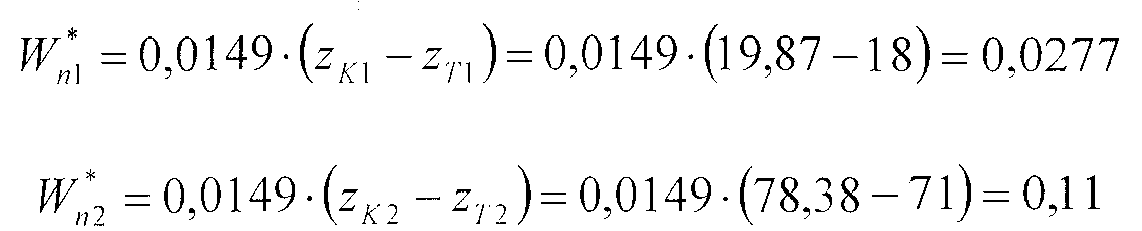 W*n1 = 0,0149·(zK1 − zT1) = 0,0149·(19,87 − 18) = 0,0277
W*n2 = 0,0149·(zK2 − zT2) = 0,0149·(78,38 − 71) = 0,11